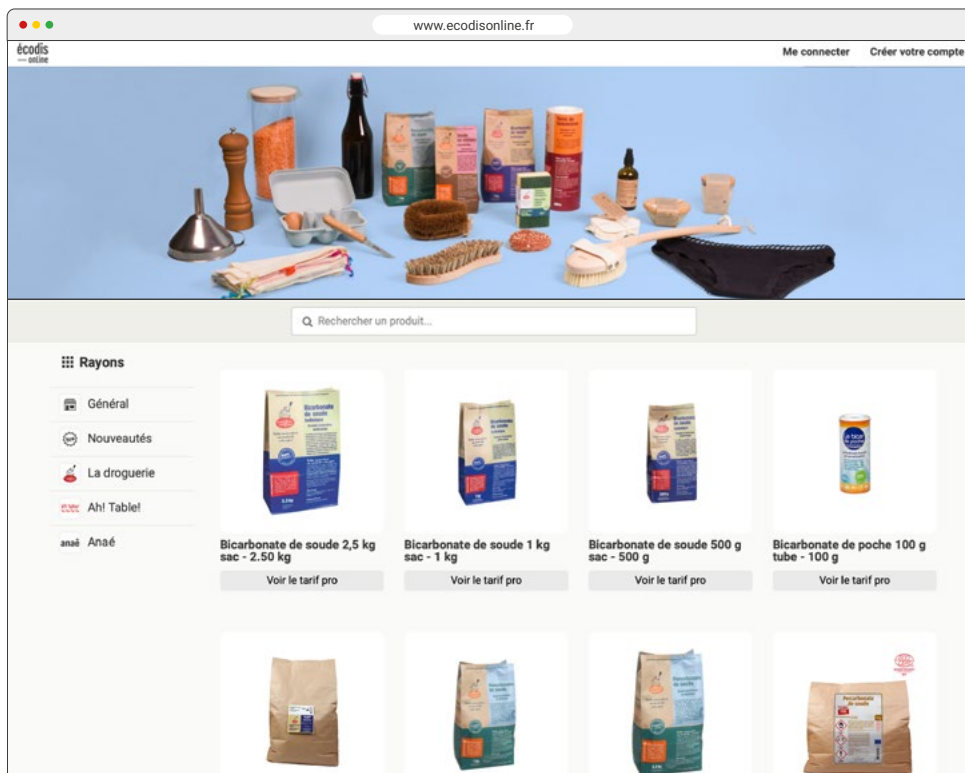 www.ecodisonline.fr
écodis
online
Me connecter
Créer votre compte
Rechercher un produit...
Rayons
Général
Nouveautés
La droguerie
Ah! Table!
anaé Anaé
Bicarbonate de soude 2,5 kg
sac - 2.50 kg
Voir le tarif pro
Bicarbonate de soude 1 kg
sac - 1 kg
Voir le tarif pro
Bicarbonate de soude 500 g
sac - 500 g
Voir le tarif pro
Bicarbonate de poche 100 g
tube - 100 g
Voir le tarif pro